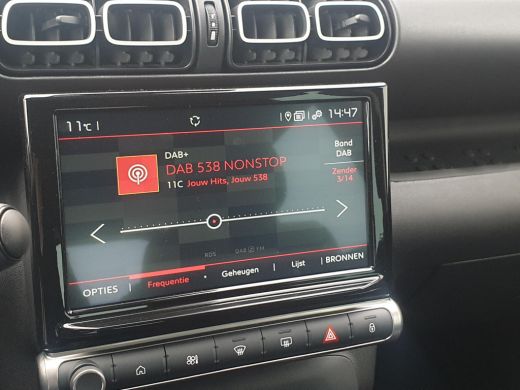 11°C
14:47
DAB+
DAB 538 NONSTOP
11C Jouw Hits, Jouw 538
Band
DAB
Zender
3/14
RDS
DAB FM
OPTIES
Frequentie
Geheugen
Lijst
BRONNEN